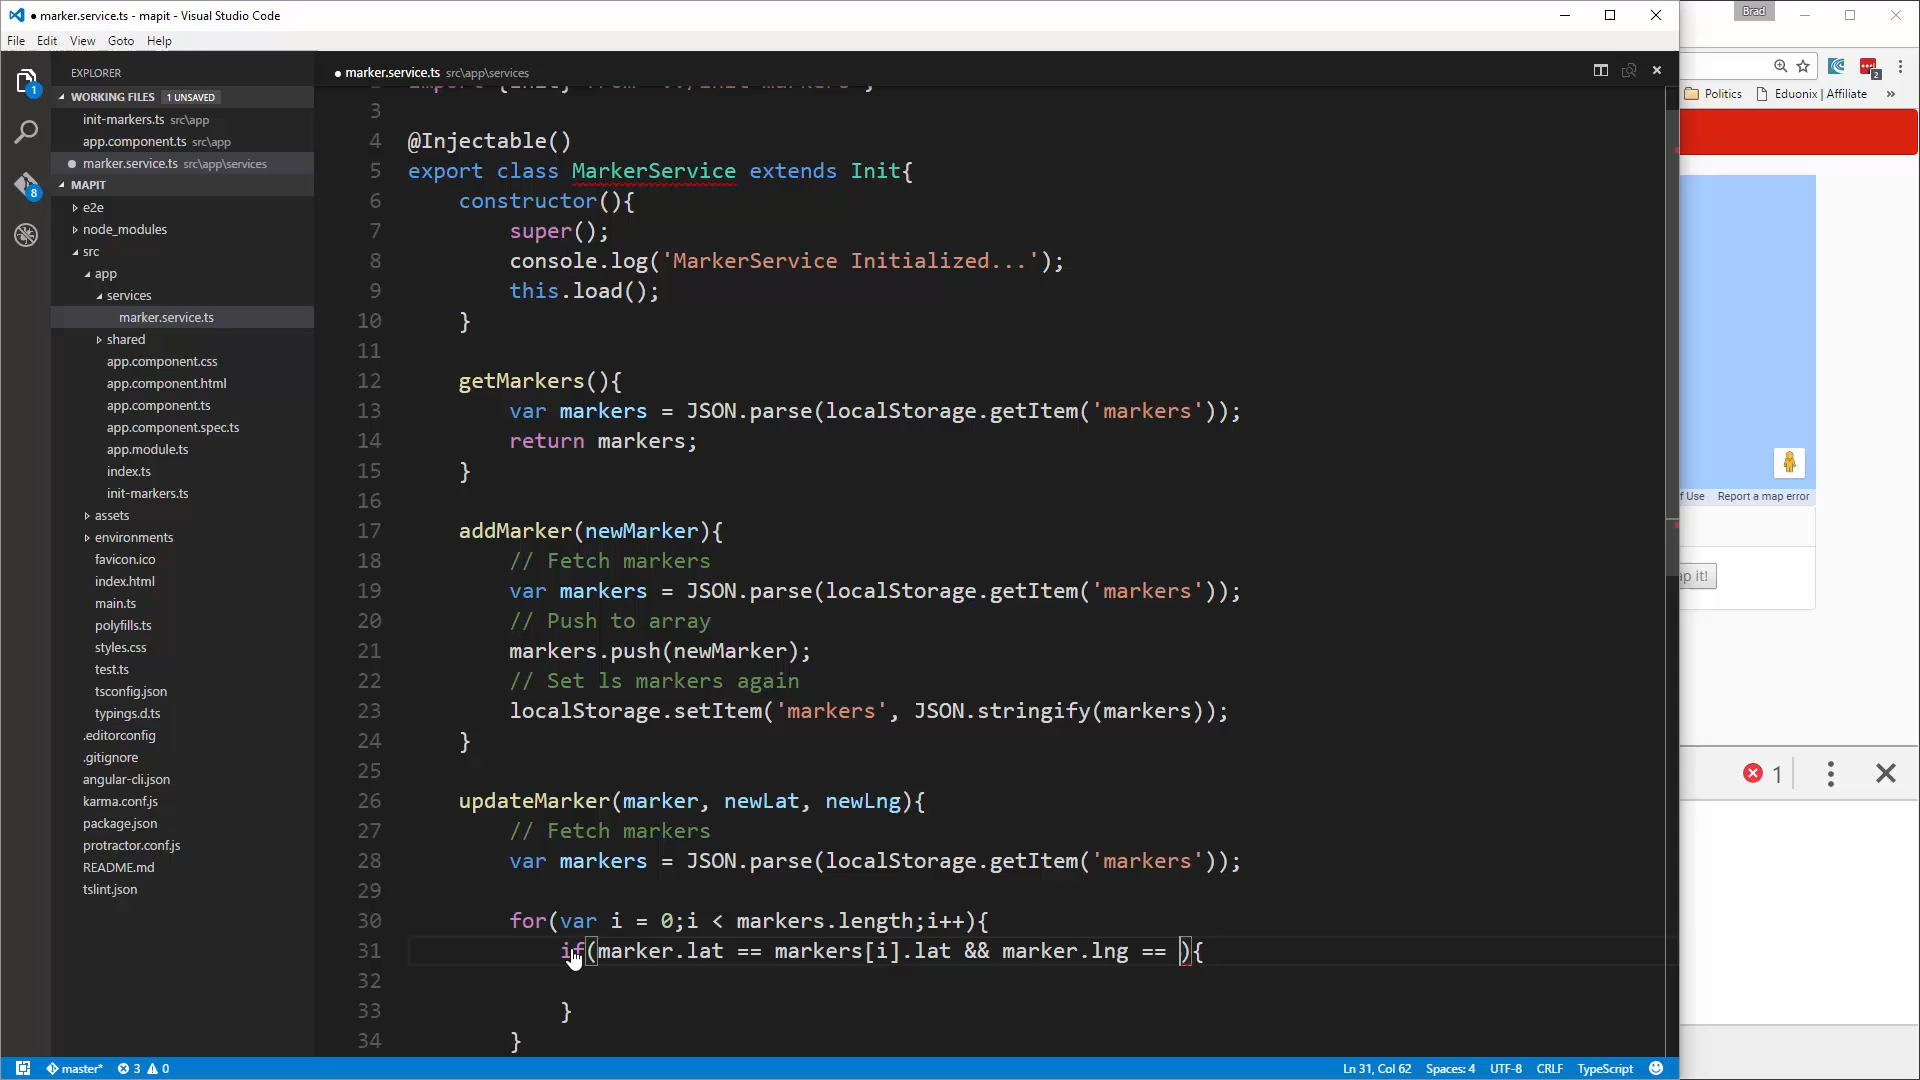 ● marker.service.ts - mapit - Visual Studio Code
Brad
File Edit View Goto Help
EXPLORER
● marker.service.ts src\app\services
WORKING FILES 1 UNSAVED
init-markers.ts src\app
app.component.ts src\app
marker.service.ts src\app\services
MAPIT
e2e
node_modules
src
app
services
marker.service.ts
shared
app.component.css
app.component.html
app.component.ts
app.component.spec.ts
app.module.ts
index.ts
init-markers.ts
assets
environments
favicon.ico
index.html
main.ts
polyfills.ts
styles.css
test.ts
tsconfig.json
typings.d.ts
.editorconfig
.gitignore
angular-cli.json
karma.conf.js
package.json
protractor.conf.js
README.md
tslint.json
1
8
3
4 @Injectable()
5 export class MarkerService extends Init{
6 constructor(){
7 super();
8 console.log('MarkerService Initialized...');
9 this.load();
10 }
11
12 getMarkers(){
13 var markers = JSON.parse(localStorage.getItem('markers'));
14 return markers;
15 }
16
17 addMarker(newMarker){
18 // Fetch markers
19 var markers = JSON.parse(localStorage.getItem('markers'));
20 // Push to array
21 markers.push(newMarker);
22 // Set ls markers again
23 localStorage.setItem('markers', JSON.stringify(markers));
24 }
25
26 updateMarker(marker, newLat, newLng){
27 // Fetch markers
28 var markers = JSON.parse(localStorage.getItem('markers'));
29
30 for(var i = 0;i < markers.length;i++){
31 if(marker.lat == markers[i].lat && marker.lng == ){
32
33 }
34 }
2
Politics Eduonix | Affiliate »
f Use Report a map error
ap it!
1
master* 3 0 Ln 31, Col 62 Spaces: 4 UTF-8 CRLF TypeScript